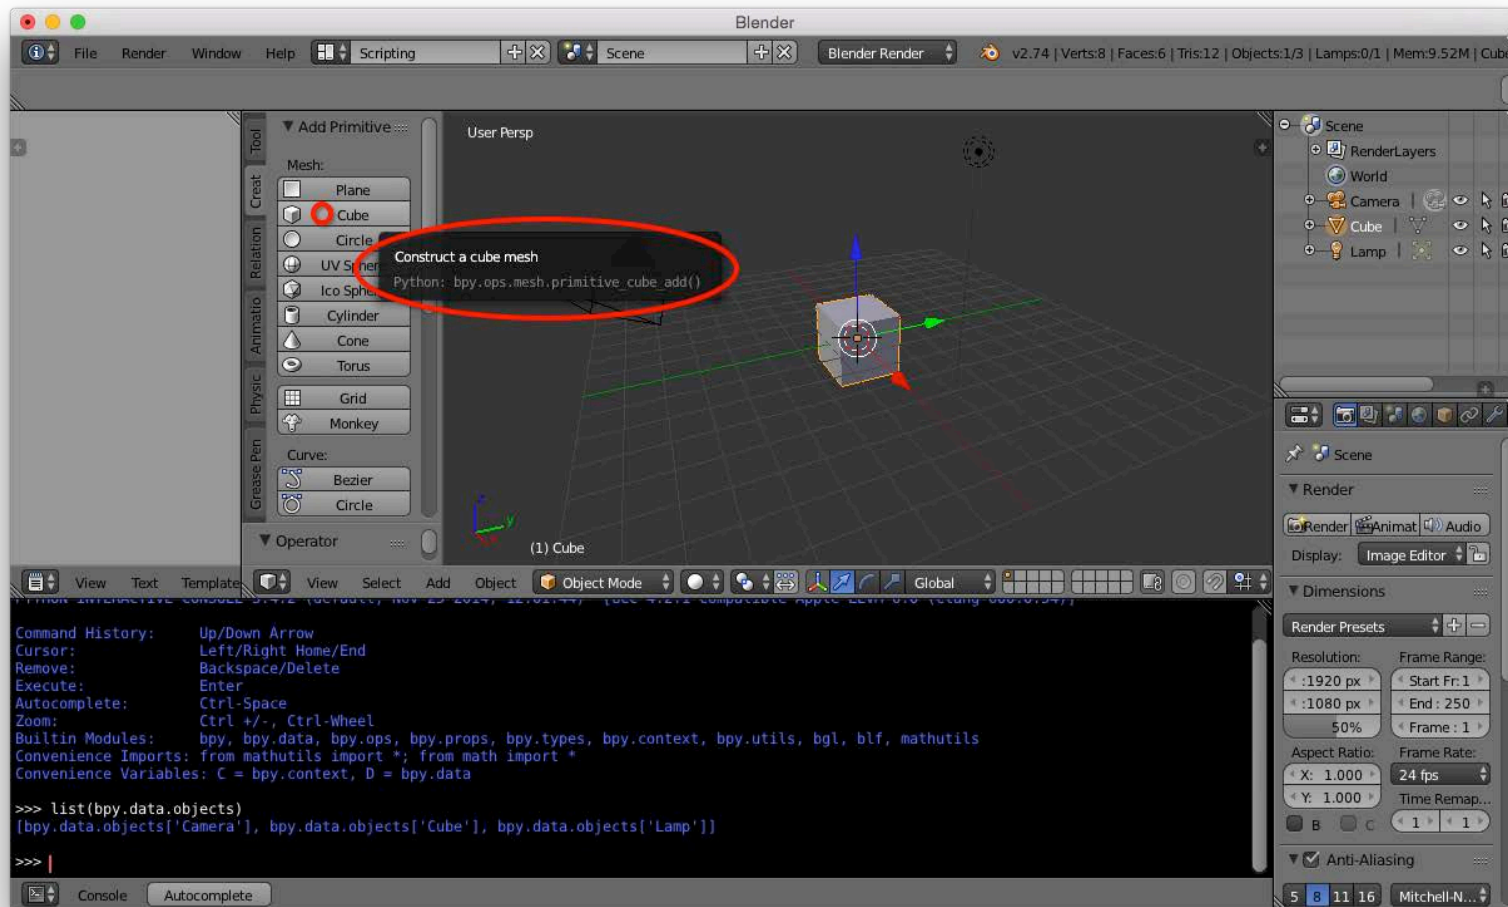 Blender
File Render Window Help Scripting Scene Blender Render v2.74 | Verts:8 | Faces:6 | Tris:12 | Objects:1/3 | Lamps:0/1 | Mem:9.52M | Cube
Tool
Creat
Relation
Animatio
Physic
Grease Pen
Add Primitive
Mesh:
Plane
Cube
Circle
UV Spher
Ico Sphe
Cylinder
Cone
Torus
Grid
Monkey
Curve:
Bezier
Circle
Operator
Construct a cube mesh
Python: bpy.ops.mesh.primitive_cube_add()
User Persp
z
y
(1) Cube
Scene
RenderLayers
World
Camera |
Cube |
Lamp |
Scene
Render
Render Animat Audio
Display: Image Editor
Dimensions
Render Presets
Resolution: Frame Range:
:1920 px Start Fr: 1
:1080 px End : 250
50% Frame : 1
Aspect Ratio: Frame Rate:
X: 1.000 24 fps
Y: 1.000 Time Remap...
B C 1 1
Anti-Aliasing
5 8 11 16 Mitchell-N...
View Text Template
View Select Add Object Object Mode Global
Command History: Up/Down Arrow
Cursor: Left/Right Home/End
Remove: Backspace/Delete
Execute: Enter
Autocomplete: Ctrl-Space
Zoom: Ctrl +/-, Ctrl-Wheel
Builtin Modules: bpy, bpy.data, bpy.ops, bpy.props, bpy.types, bpy.context, bpy.utils, bgl, blf, mathutils
Convenience Imports: from mathutils import *; from math import *
Convenience Variables: C = bpy.context, D = bpy.data
>>> list(bpy.data.objects)
[bpy.data.objects['Camera'], bpy.data.objects['Cube'], bpy.data.objects['Lamp']]
>>>
Console Autocomplete